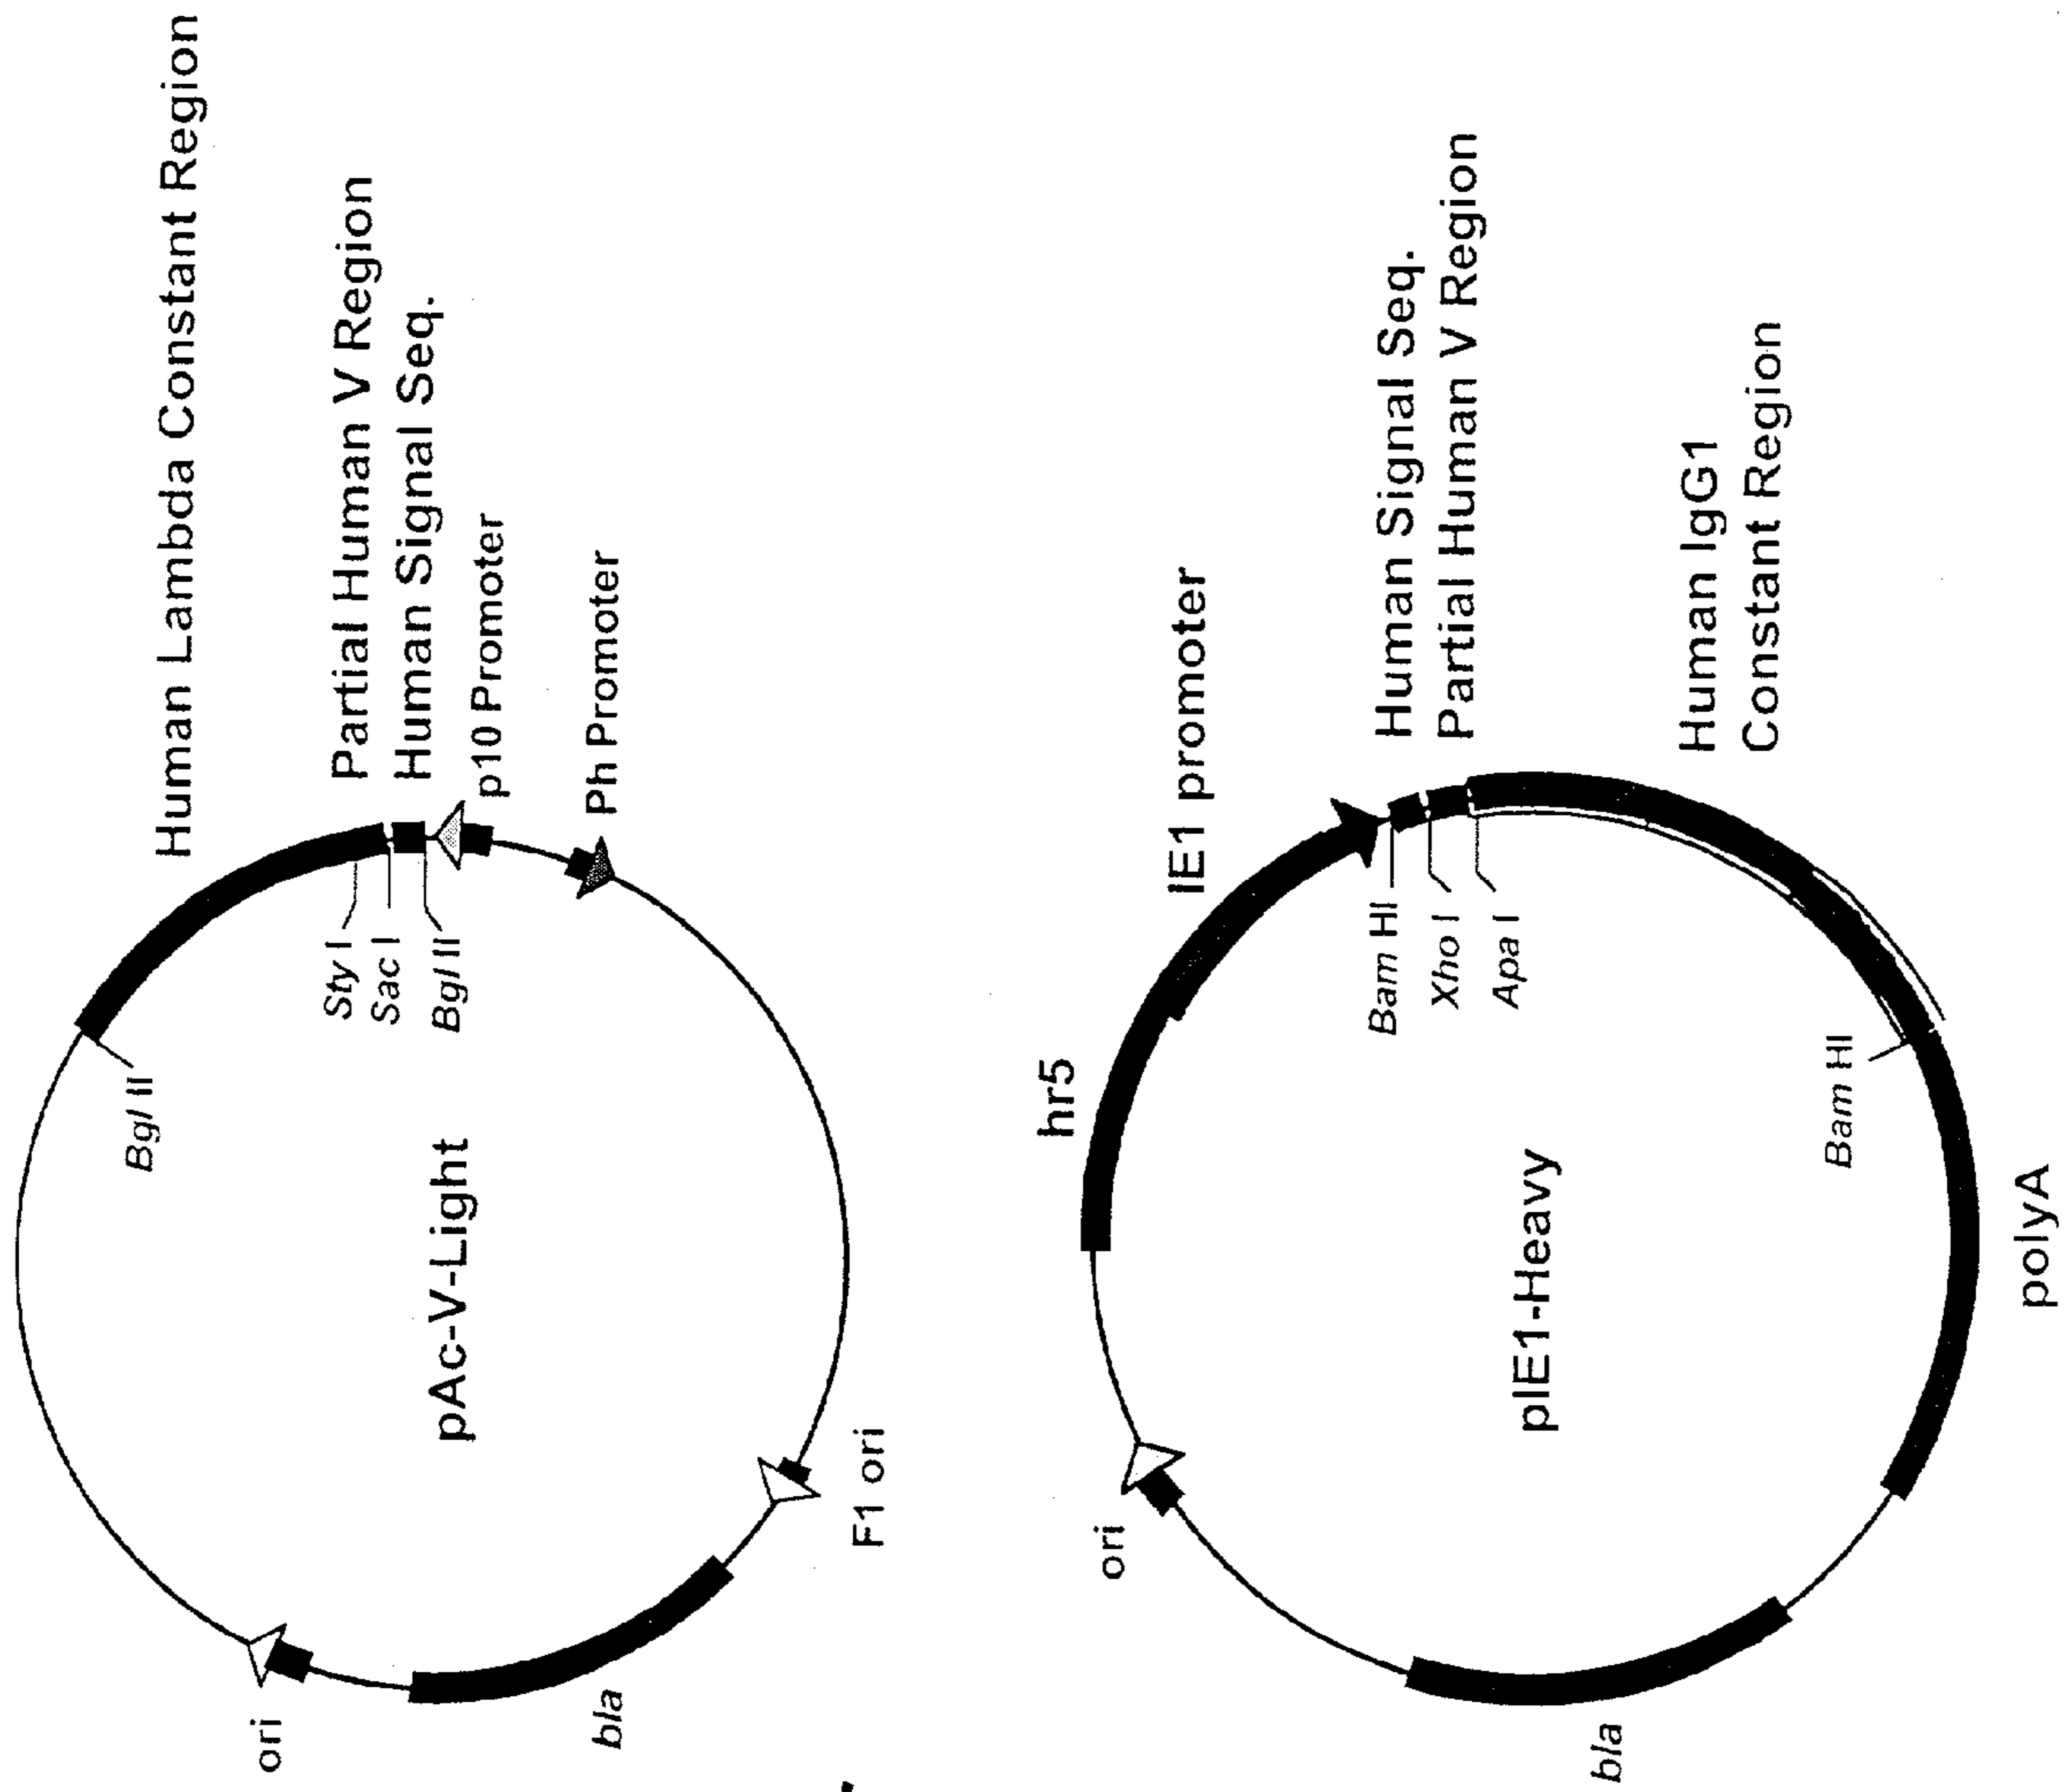 Human Lambda Constant Region
Partial Human V Region
Human Signal Seq.
p10 Promoter
Ph Promoter
Sty I
Sac I
Bgl II
Bgl II
pAc-V-Light
F1 ori
bla
ori
IE1 promoter
Human Signal Seq.
Partial Human V Region
Human IgG1
Constant Region
Bam HI
Xho I
Apa I
Bam HI
hr5
pIE1-Heavy
ori
polyA
bla